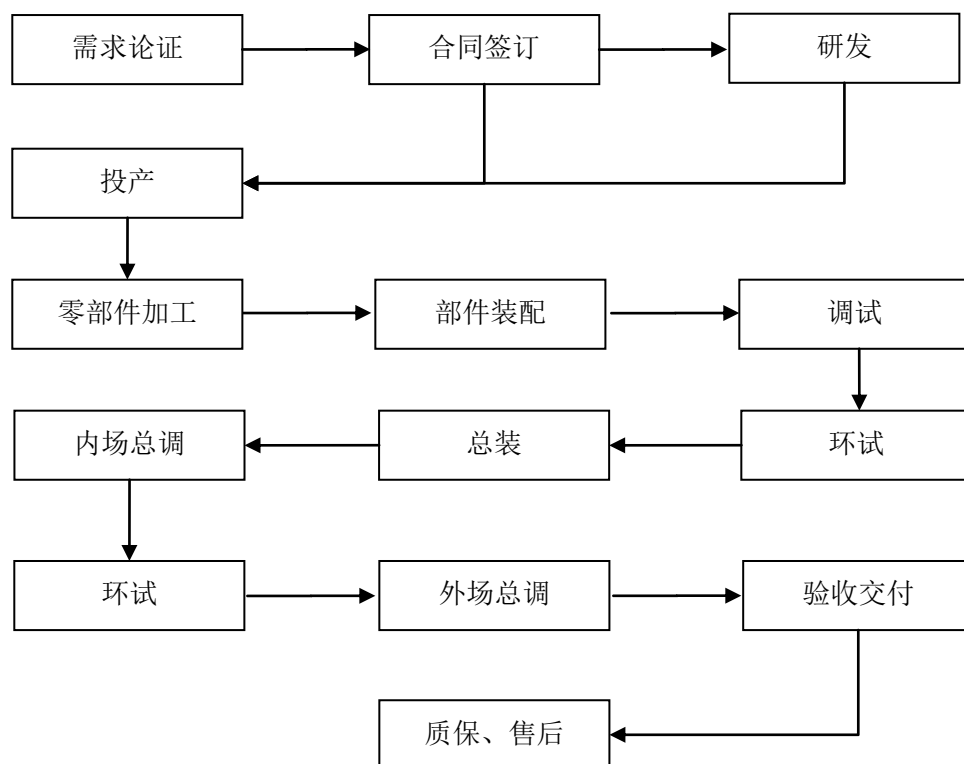 需求论证
合同签订
研发
投产
零部件加工
部件装配
调试
内场总调
总装
环试
环试
外场总调
验收交付
质保、售后